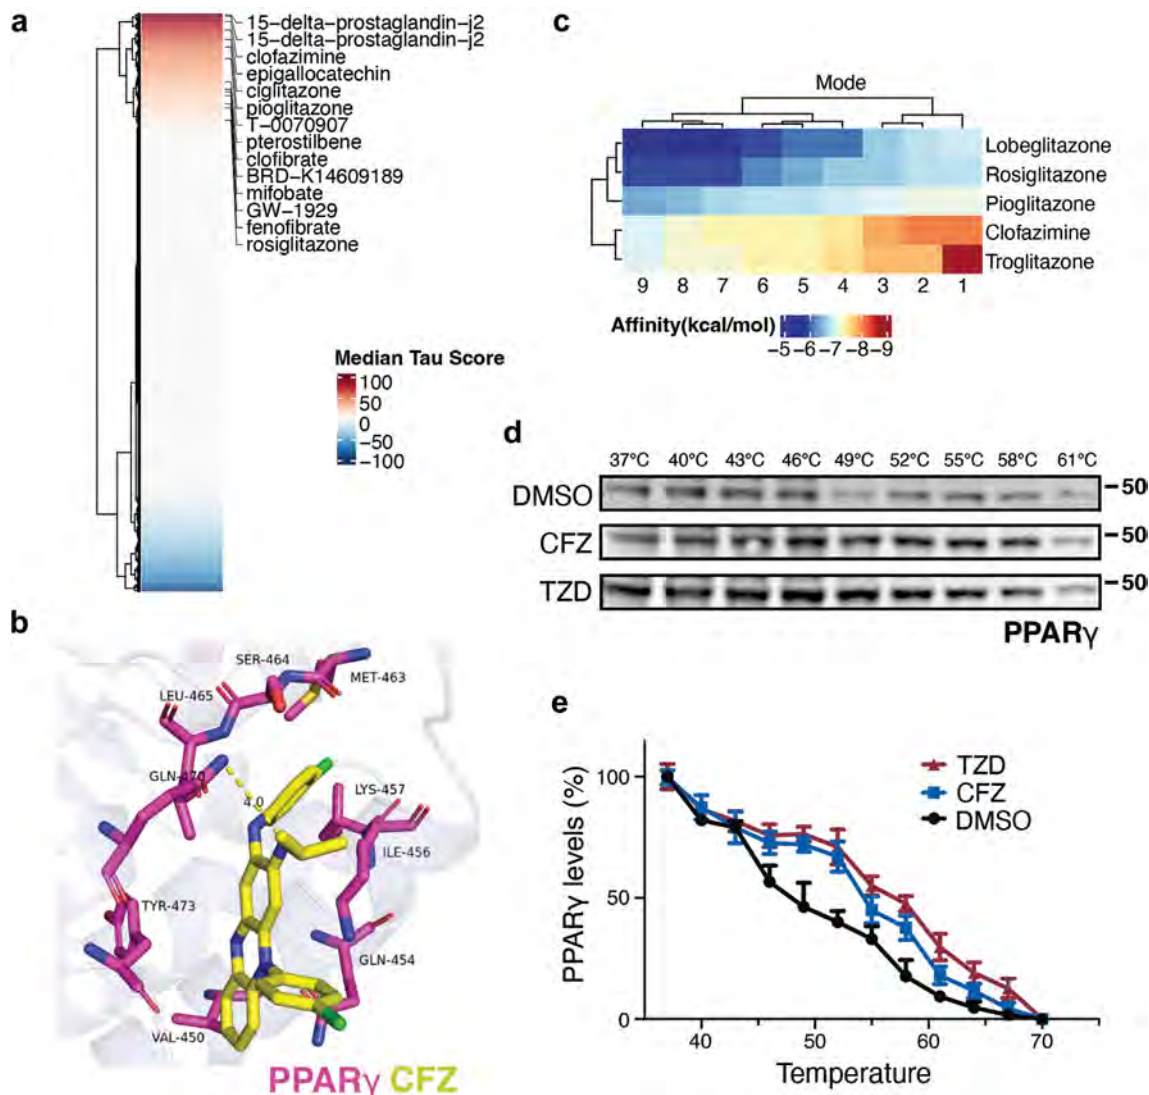 a
15-delta-prostaglandin-j2
15-delta-prostaglandin-j2
clofazimine
epigallocatechin
ciglitazone
pioglitazone
T-0070907
pterostilbene
clofibrate
BRD-K14609189
mifobate
GW-1929
fenofibrate
rosiglitazone
Median Tau Score
100
50
0
-50
-100
b
SER-464
MET-463
LEU-465
GLN-470
4.0
LYS-457
ILE-456
TYR-473
GLN-454
VAL-450
PPARγ CFZ
c
Mode
Lobeglitazone
Rosiglitazone
Pioglitazone
Clofazimine
Troglitazone
9 8 7 6 5 4 3 2 1
Affinity(kcal/mol)
-5 -6 -7 -8 -9
d
37°C 40°C 43°C 46°C 49°C 52°C 55°C 58°C 61°C
DMSO -50
CFZ -50
TZD -50
PPARγ
e
TZD
CFZ
DMSO
PPARγ levels (%)
100
50
0
40 50 60 70
Temperature